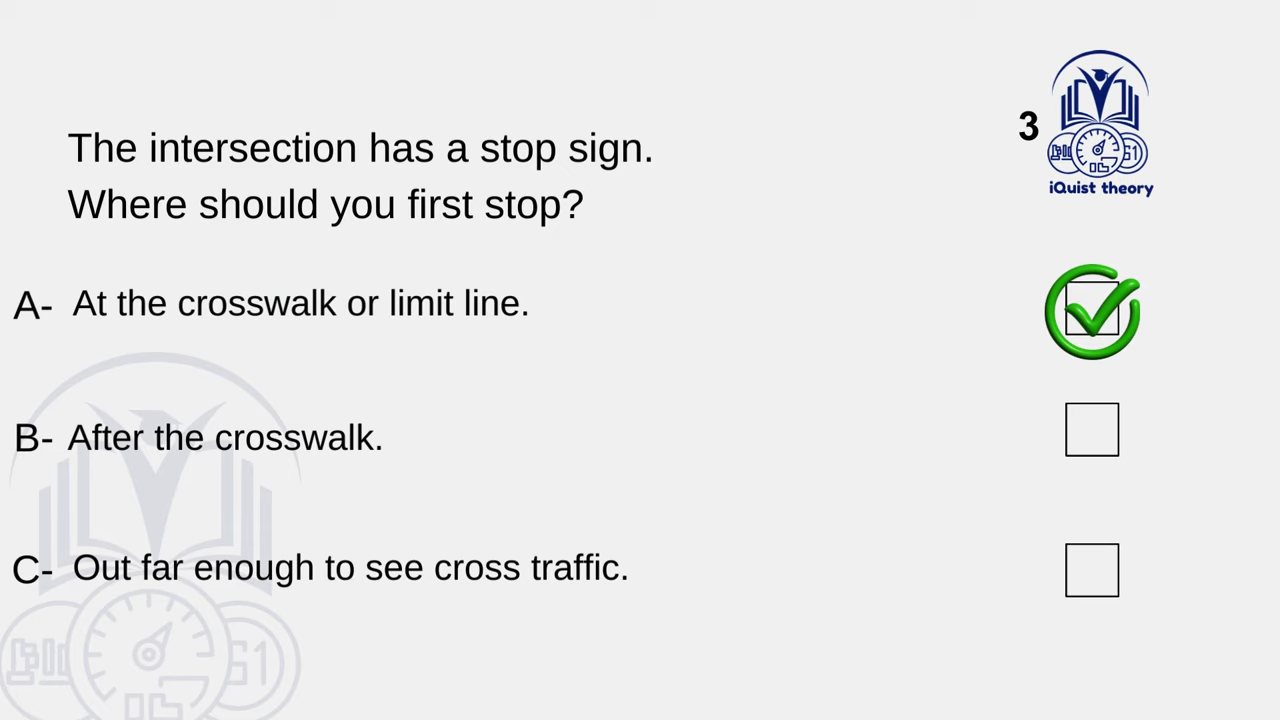 The intersection has a stop sign.
Where should you first stop?
3
iQuist theory
A- At the crosswalk or limit line.
B- After the crosswalk.
C- Out far enough to see cross traffic.